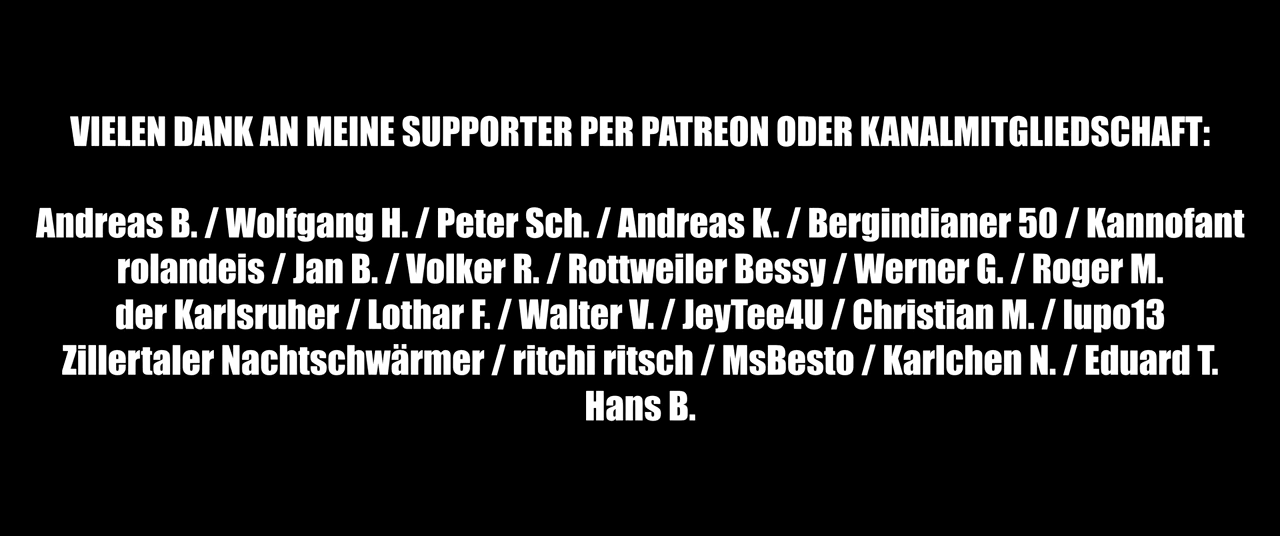 VIELEN DANK AN MEINE SUPPORTER PER PATREON ODER KANALMITGLIEDSCHAFT:
Andreas B. / Wolfgang H. / Peter Sch. / Andreas K. / Bergindianer 50 / Kannofant
rolandeis / Jan B. / Volker R. / Rottweiler Bessy / Werner G. / Roger M.
der Karlsruher / Lothar F. / Walter V. / JeyTee4U / Christian M. / lupo13
Zillertaler Nachtschwärmer / ritchi ritsch / MsBesto / Karlchen N. / Eduard T.
Hans B.